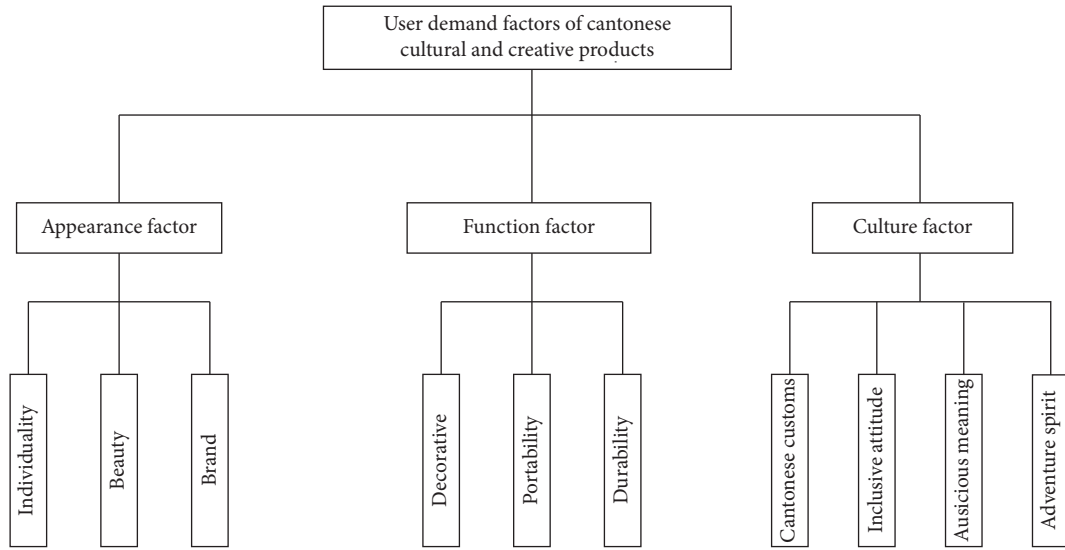 User demand factors of cantonese
cultural and creative products
Appearance factor
Function factor
Culture factor
Individuality
Beauty
Brand
Decorative
Portability
Durability
Cantonese customs
Inclusive attitude
Ausicious meaning
Adventure spirit